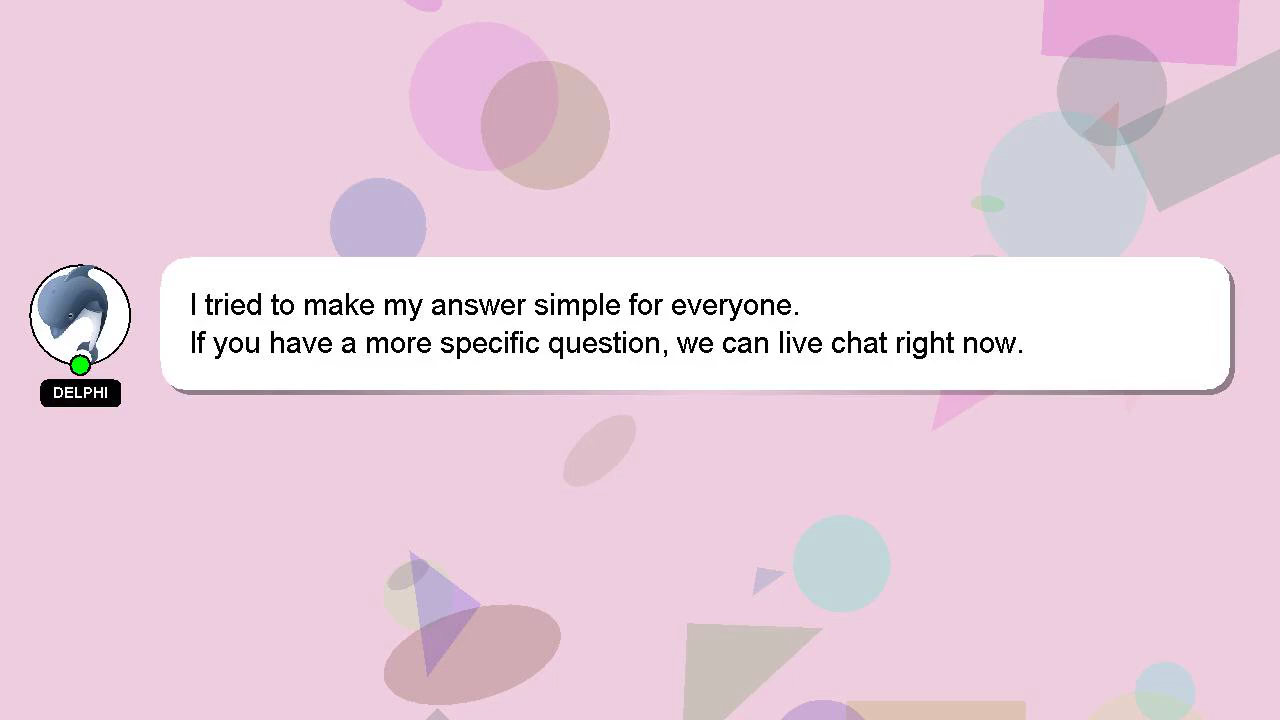 I tried to make my answer simple for everyone.
If you have a more specific question, we can live chat right now.
DELPHI